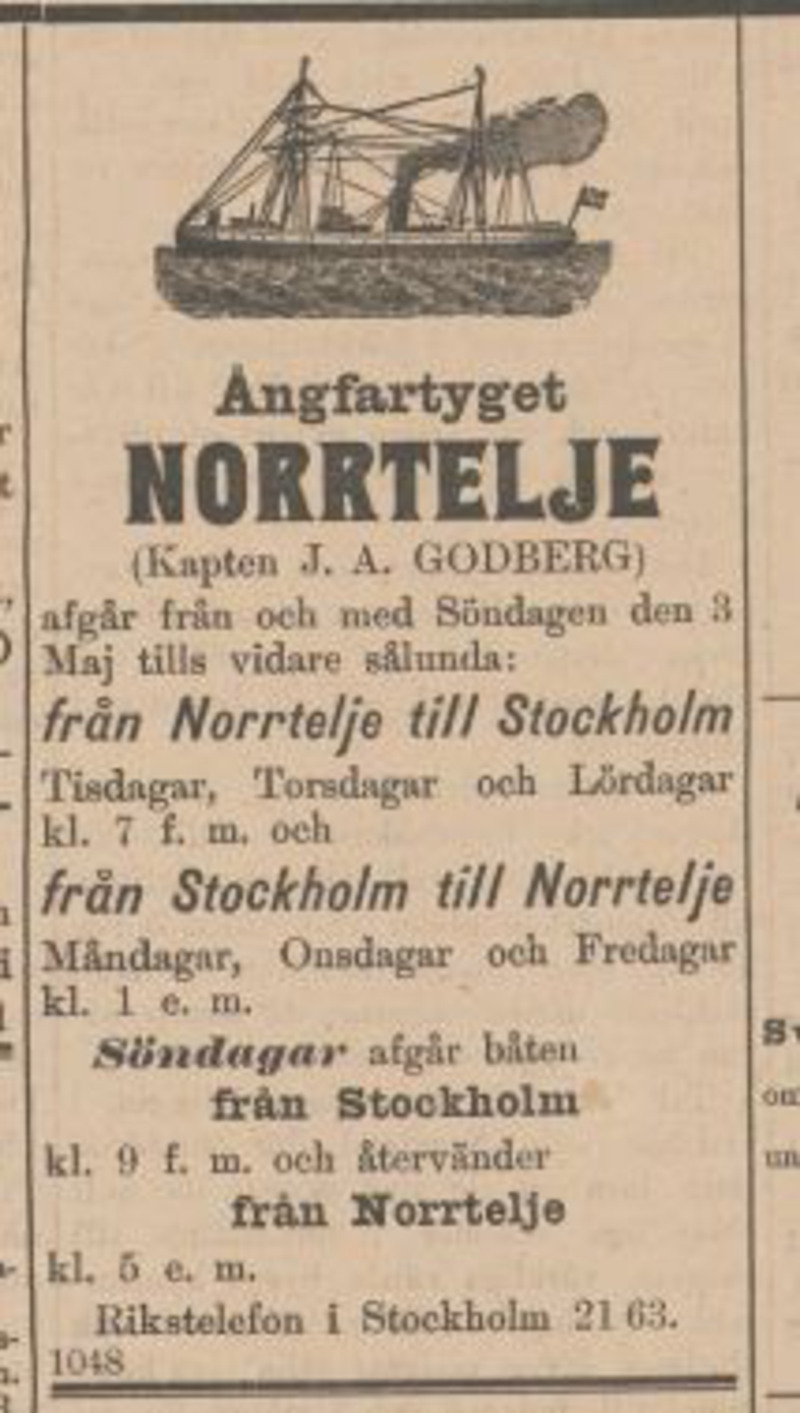 Ångfartyget
NORRTELJE
(Kapten J. A. GODBERG)
afgår från och med Söndagen den 3
Maj tills vidare sålunda:
från Norrtelje till Stockholm
Tisdagar, Torsdagar och Lördagar
kl. 7 f. m. och
från Stockholm till Norrtelje
Måndagar, Onsdagar och Fredagar
kl. 1 e. m.
Söndagar afgår båten
från Stockholm
kl. 9 f. m. och återvänder
från Norrtelje
kl. 5 e. m.
Rikstelefon i Stockholm 21 63.
1048